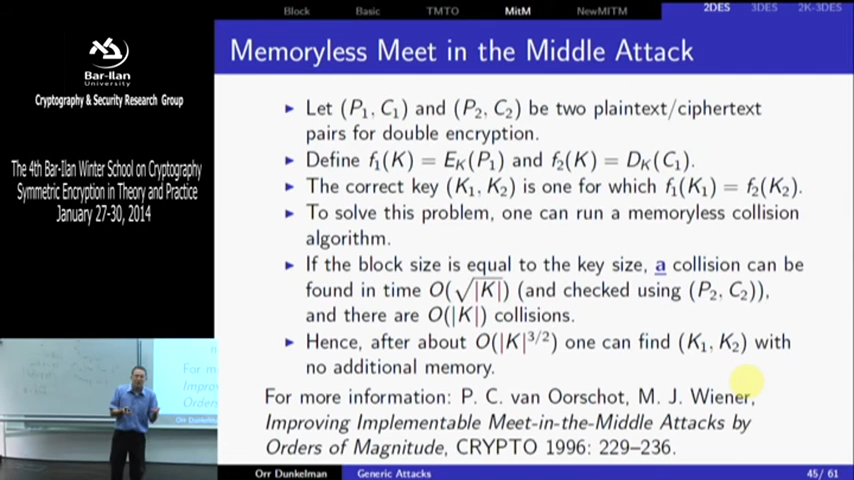 Block Basic TMTO MitM NewMITM 2DES 3DES 2K-3DES
Memoryless Meet in the Middle Attack
Bar-Ilan
University
Cryptography & Security Research Group
The 4th Bar-Ilan Winter School on Cryptography
Symmetric Encryption in Theory and Practice
January 27-30, 2014
▶ Let (P₁, C₁) and (P₂, C₂) be two plaintext/ciphertext
pairs for double encryption.
▶ Define f₁(K) = E_K(P₁) and f₂(K) = D_K(C₁).
▶ The correct key (K₁, K₂) is one for which f₁(K₁) = f₂(K₂).
▶ To solve this problem, one can run a memoryless collision
algorithm.
▶ If the block size is equal to the key size, a collision can be
found in time O(√|K|) (and checked using (P₂, C₂)),
and there are O(|K|) collisions.
▶ Hence, after about O(|K|^3/2) one can find (K₁, K₂) with
no additional memory.
For more information: P. C. van Oorschot, M. J. Wiener,
Improving Implementable Meet-in-the-Middle Attacks by
Orders of Magnitude, CRYPTO 1996: 229–236.
For m
Improvi
Orders
Orr Dunkelman
Orr Dunkelman Generic Attacks 45 / 61